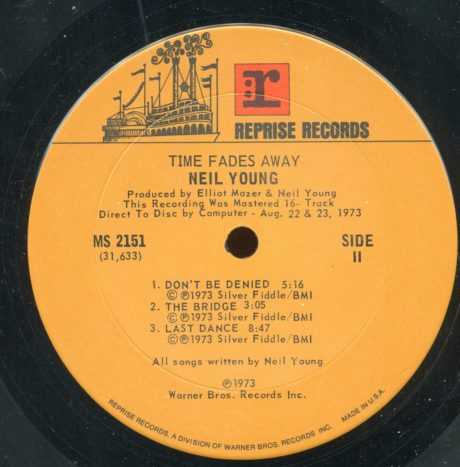 r
REPRISE RECORDS
TIME FADES AWAY
NEIL YOUNG
Produced by Elliot Mazer & Neil Young
This Recording Was Mastered 16- Track
Direct To Disc by Computer - Aug. 22 & 23, 1973
MS 2151
(31,633)
SIDE
II
1. DON'T BE DENIED 5:16
©℗1973 Silver Fiddle/BMI
2. THE BRIDGE 3:05
©℗1973 Silver Fiddle/BMI
3. LAST DANCE 8:47
©℗1973 Silver Fiddle/BMI
All songs written by Neil Young
℗1973
Warner Bros. Records Inc.
REPRISE RECORDS, A DIVISION OF WARNER BROS. RECORDS INC.
MADE IN U.S.A.